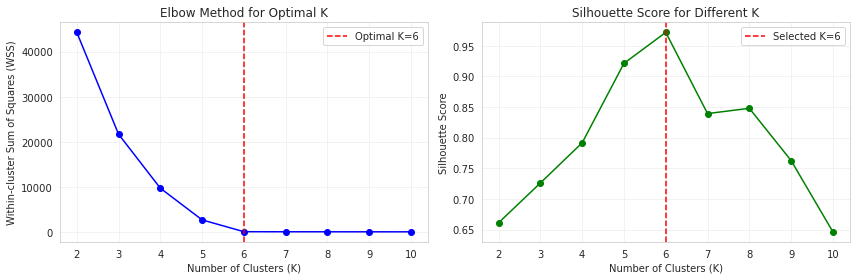 Elbow Method for Optimal K
Within-cluster Sum of Squares (WSS)
40000
30000
20000
10000
0
Optimal K=6
2 3 4 5 6 7 8 9 10
Number of Clusters (K)
Silhouette Score for Different K
Silhouette Score
0.95
0.90
0.85
0.80
0.75
0.70
0.65
Selected K=6
2 3 4 5 6 7 8 9 10
Number of Clusters (K)